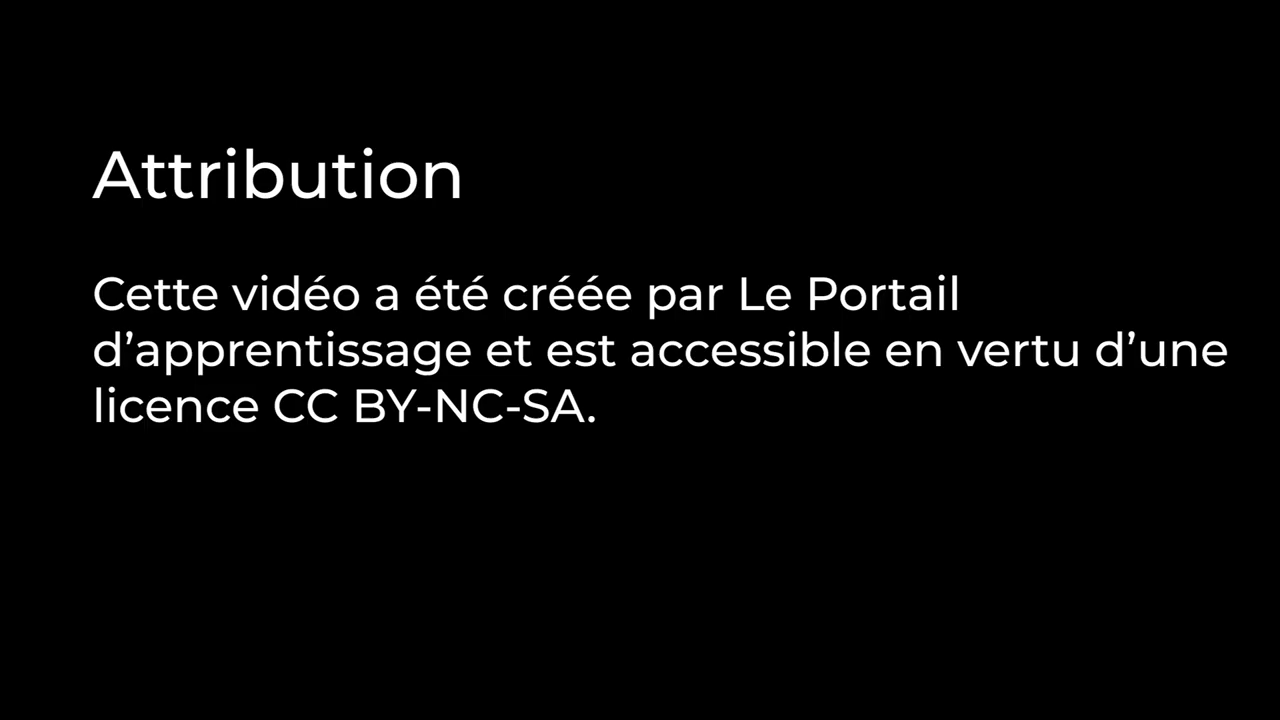 Attribution
Cette vidéo a été créée par Le Portail
d’apprentissage et est accessible en vertu d’une
licence CC BY-NC-SA.